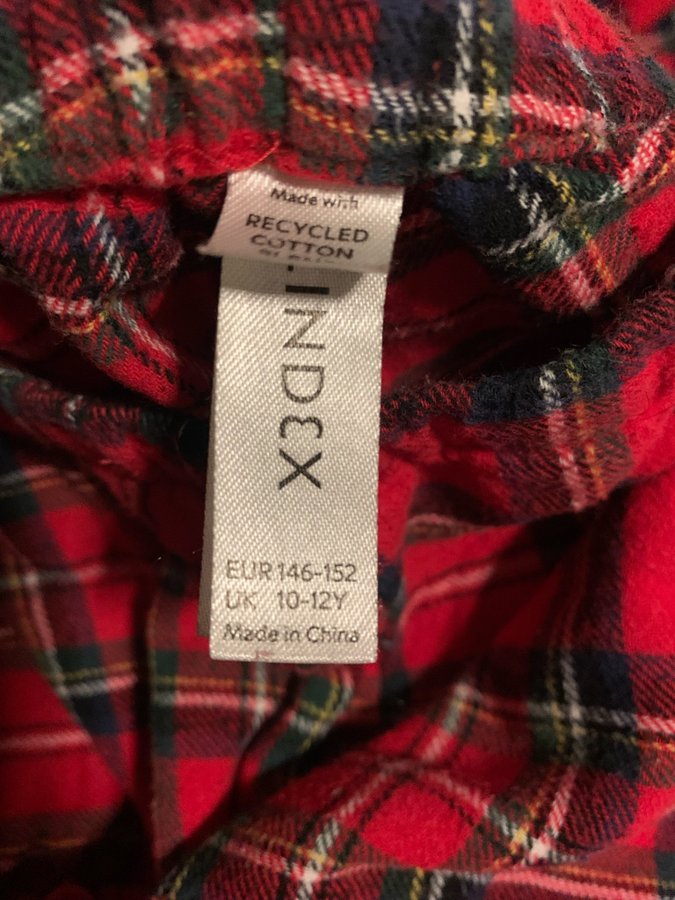 Made with
RECYCLED
COTTON
INDEX
EUR 146-152
UK 10-12Y
Made in China